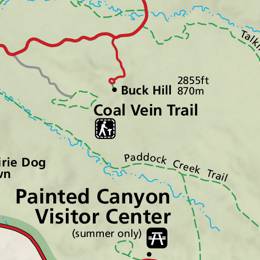 Talki
Buck Hill
2855ft
870m
Coal Vein Trail
irie Dog
wn
Paddock Creek Trail
Painted Canyon
Visitor Center
(summer only)